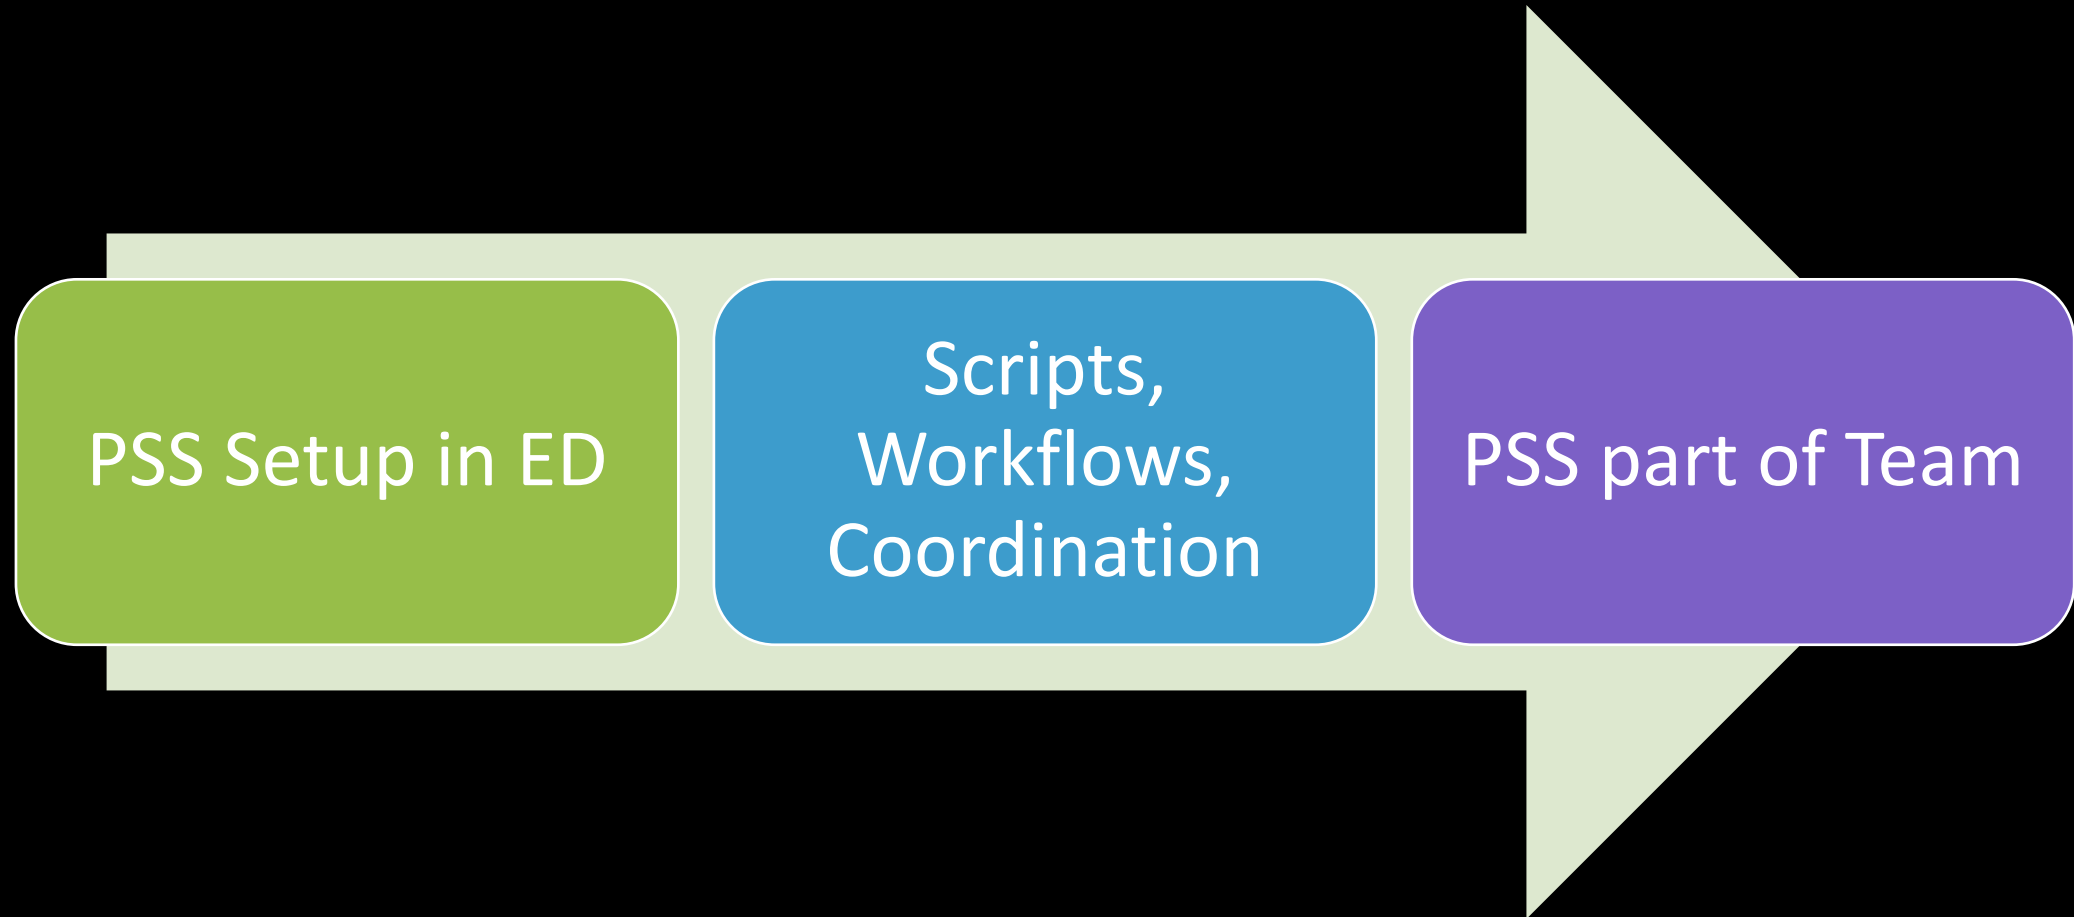 PSS Setup in ED
Scripts,
Workflows,
Coordination
PSS part of Team